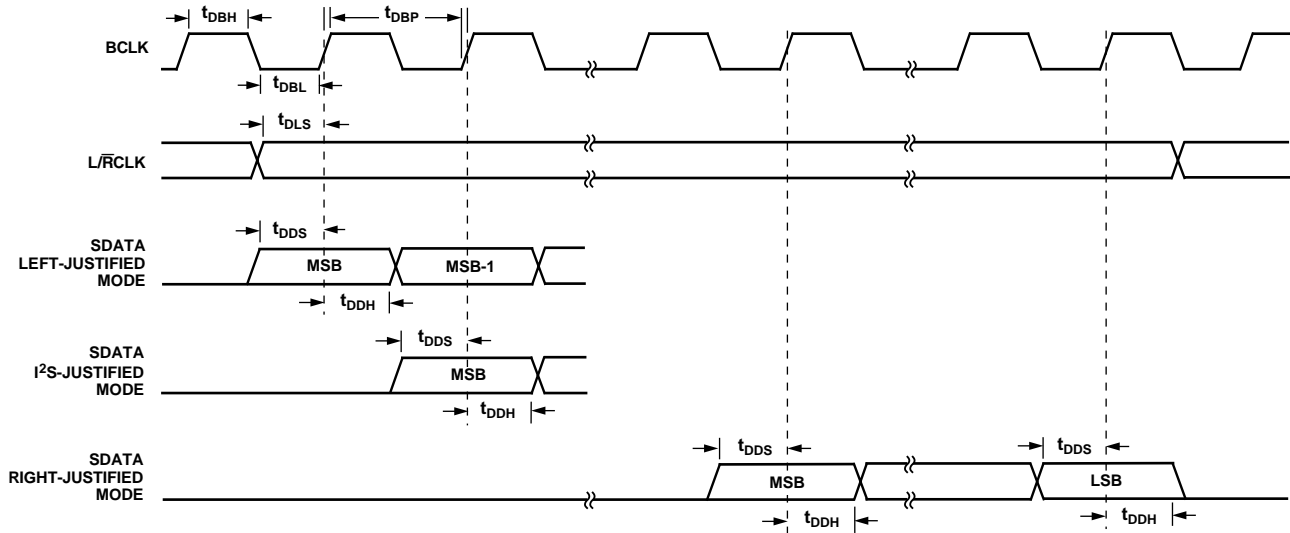 tDBH
tDBP
BCLK
tDBL
tDLS
L/R̅CLK
tDDS
SDATA
LEFT-JUSTIFIED
MODE
MSB
MSB-1
tDDH
SDATA
I²S-JUSTIFIED
MODE
tDDS
MSB
tDDH
SDATA
RIGHT-JUSTIFIED
MODE
tDDS
tDDS
MSB
LSB
tDDH
tDDH